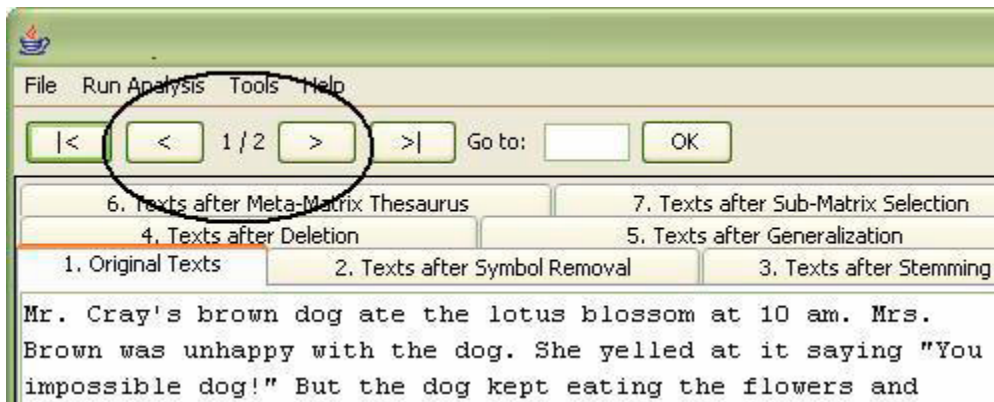 File Run Analysis Tools Help
|< < 1 / 2 > >| Go to: OK
6. Texts after Meta-Matrix Thesaurus 7. Texts after Sub-Matrix Selection
4. Texts after Deletion 5. Texts after Generalization
1. Original Texts 2. Texts after Symbol Removal 3. Texts after Stemming
Mr. Cray's brown dog ate the lotus blossom at 10 am. Mrs.
Brown was unhappy with the dog. She yelled at it saying "You
impossible dog!" But the dog kept eating the flowers and